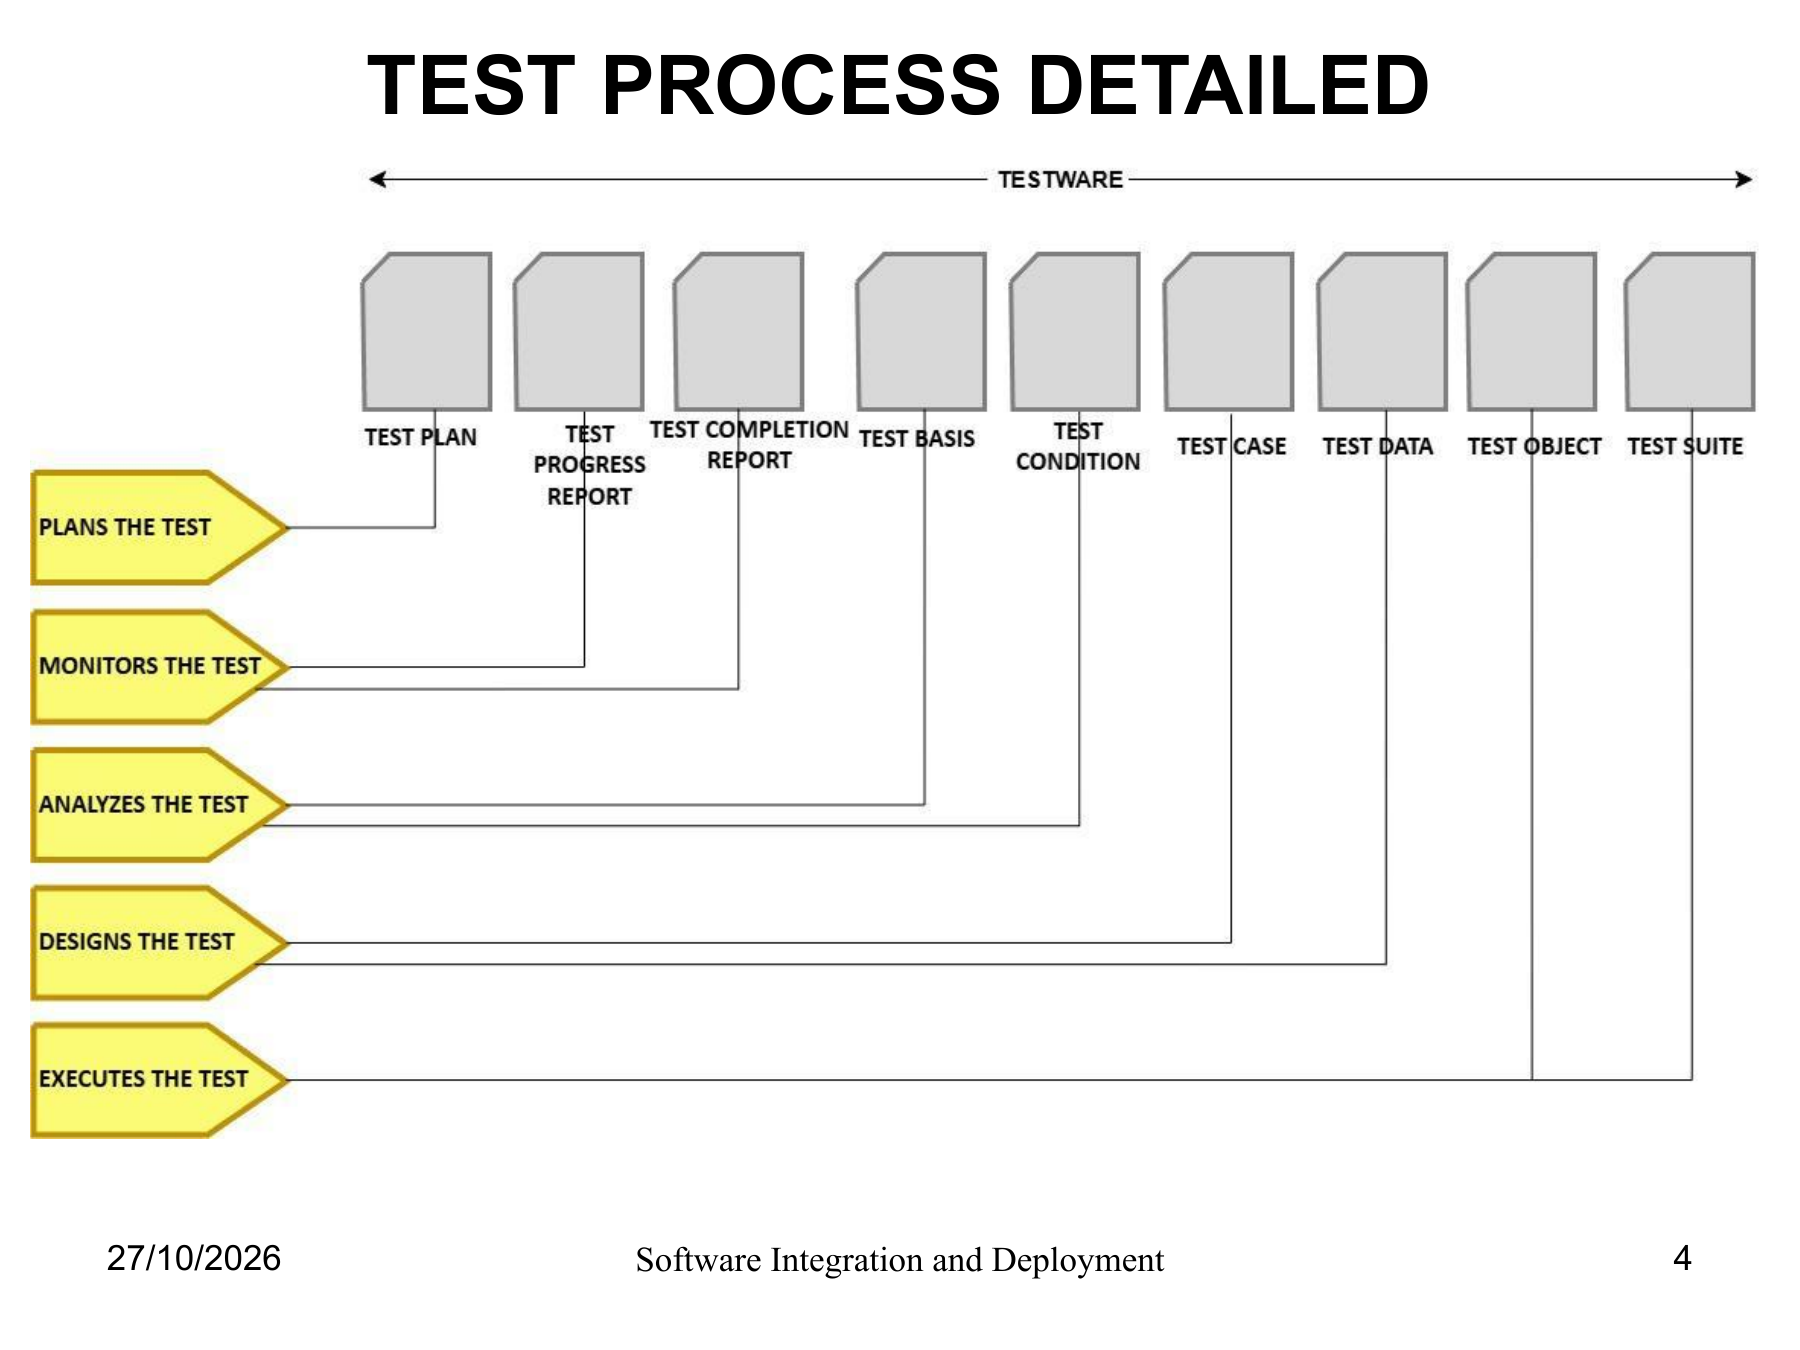 TEST PROCESS DETAILED
TESTWARE
TEST PLAN
TEST
PROGRESS
REPORT
TEST COMPLETION
REPORT
TEST BASIS
TEST
CONDITION
TEST CASE
TEST DATA
TEST OBJECT
TEST SUITE
PLANS THE TEST
MONITORS THE TEST
ANALYZES THE TEST
DESIGNS THE TEST
EXECUTES THE TEST
27/10/2026
Software Integration and Deployment
4